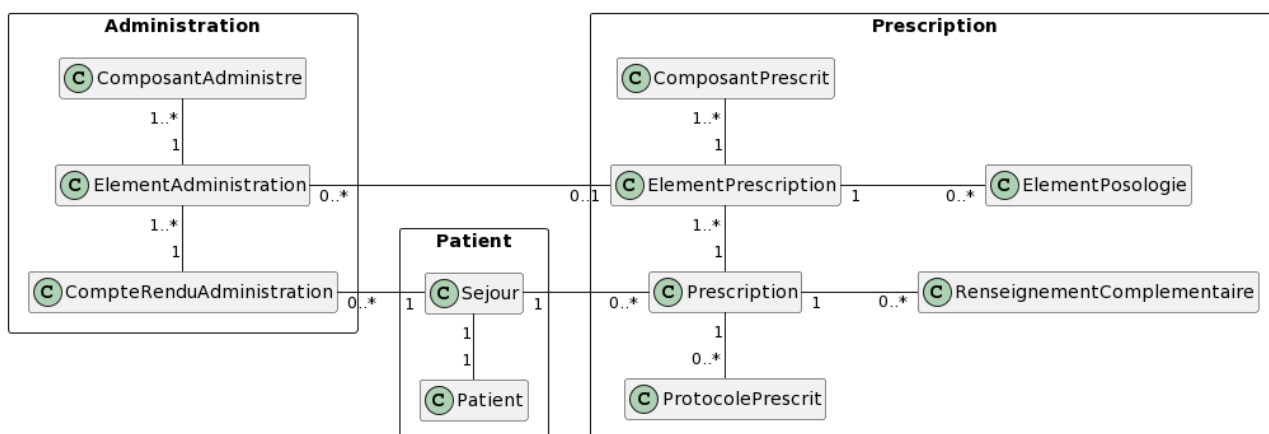 Administration
Prescription
C ComposantAdministre
C ComposantPrescrit
1..*
1..*
1
1
C ElementAdministration
C ElementPrescription
C ElementPosologie
0..*
0..1
1
0..*
1..*
1..*
Patient
1
1
C CompteRenduAdministration
C Sejour
C Prescription
C RenseignementComplementaire
0..*
1
1
0..*
1
0..*
1
1
1
0..*
C Patient
C ProtocolePrescrit